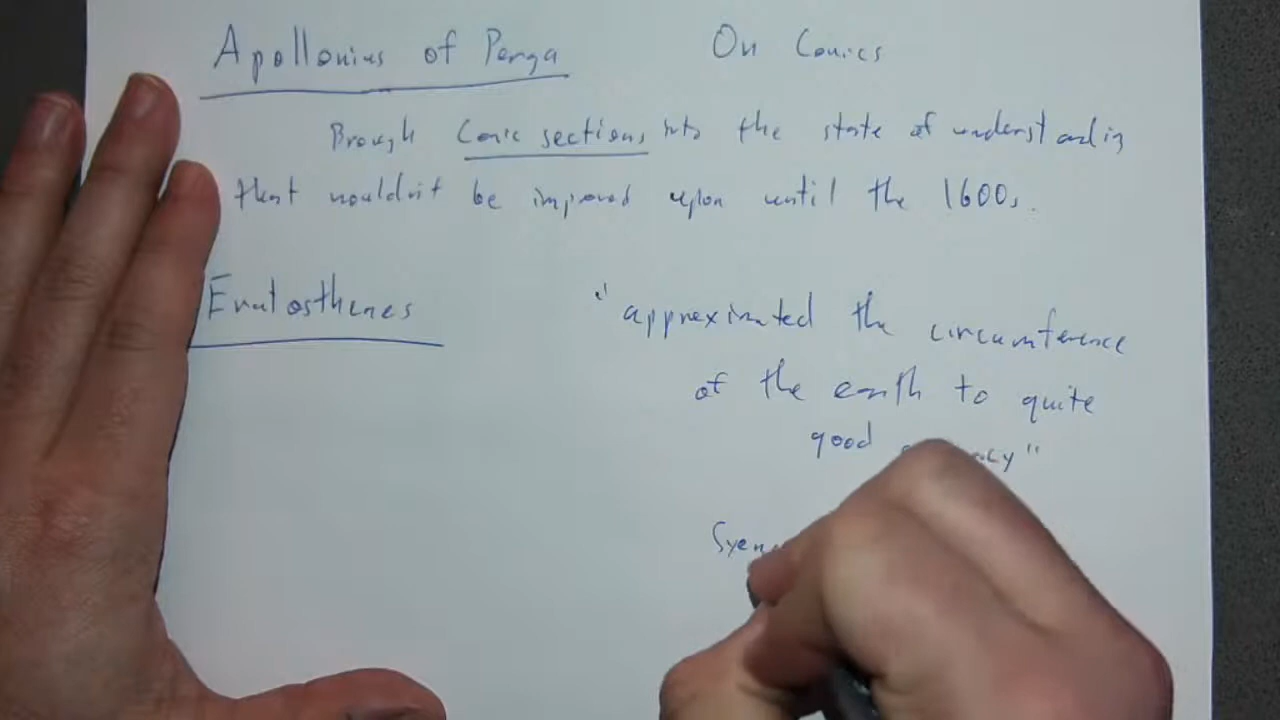 Apollonius of Perga On Conics
Brough Conic sections into the state of understanding
that wouldn't be improved upon until the 1600s.
Eratosthenes "approximated the circumference
of the earth to quite
good
Syen